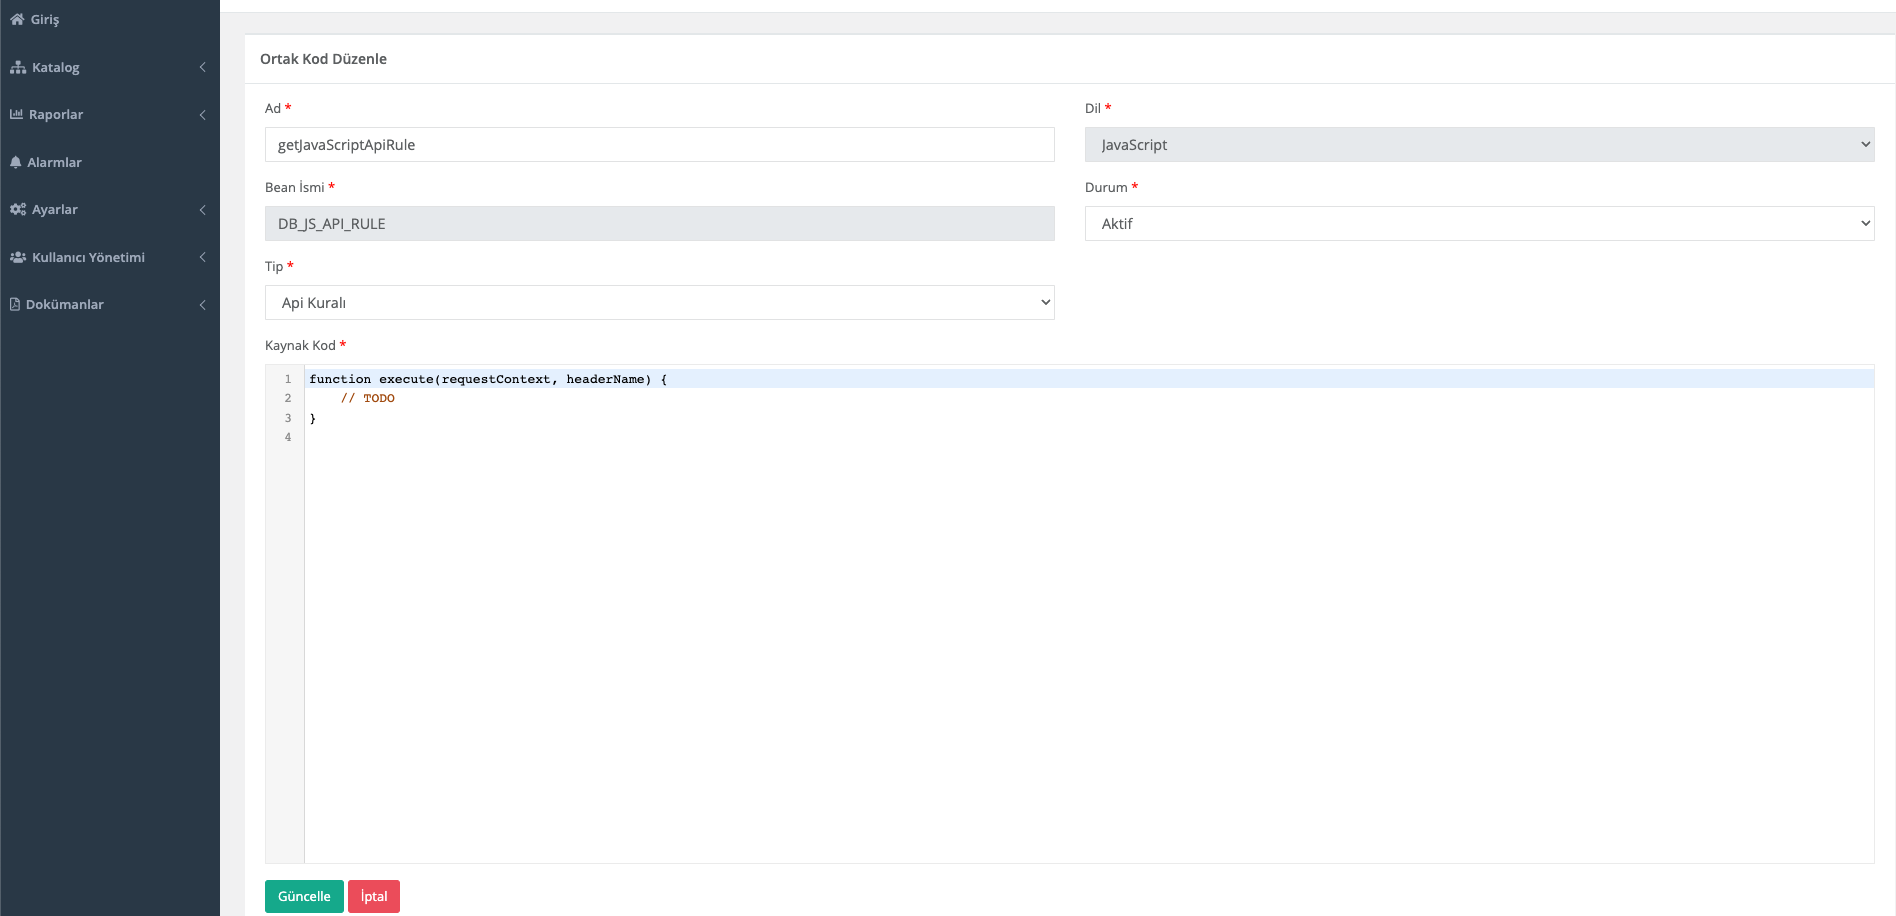 Giriş
Katalog
Raporlar
Alarmlar
Ayarlar
Kullanıcı Yönetimi
Dokümanlar
Ortak Kod Düzenle
Ad *
getJavaScriptApiRule
Dil *
JavaScript
Bean İsmi *
DB_JS_API_RULE
Durum *
Aktif
Tip *
Api Kuralı
Kaynak Kod *
1 function execute(requestContext, headerName) {
2     // TODO
3 }
4
Güncelle
İptal